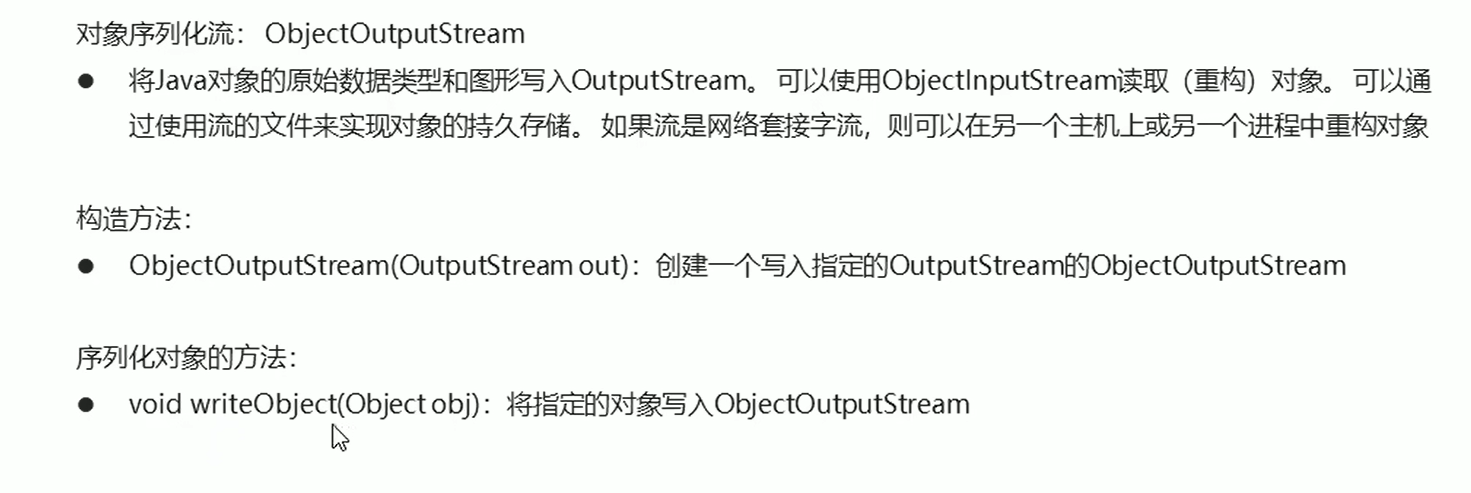 对象序列化流： ObjectOutputStream
● 将Java对象的原始数据类型和图形写入OutputStream。 可以使用ObjectInputStream读取（重构）对象。 可以通
过使用流的文件来实现对象的持久存储。 如果流是网络套接字流，则可以在另一个主机上或另一个进程中重构对象
构造方法：
● ObjectOutputStream(OutputStream out)：创建一个写入指定的OutputStream的ObjectOutputStream
序列化对象的方法：
● void writeObject(Object obj)：将指定的对象写入ObjectOutputStream